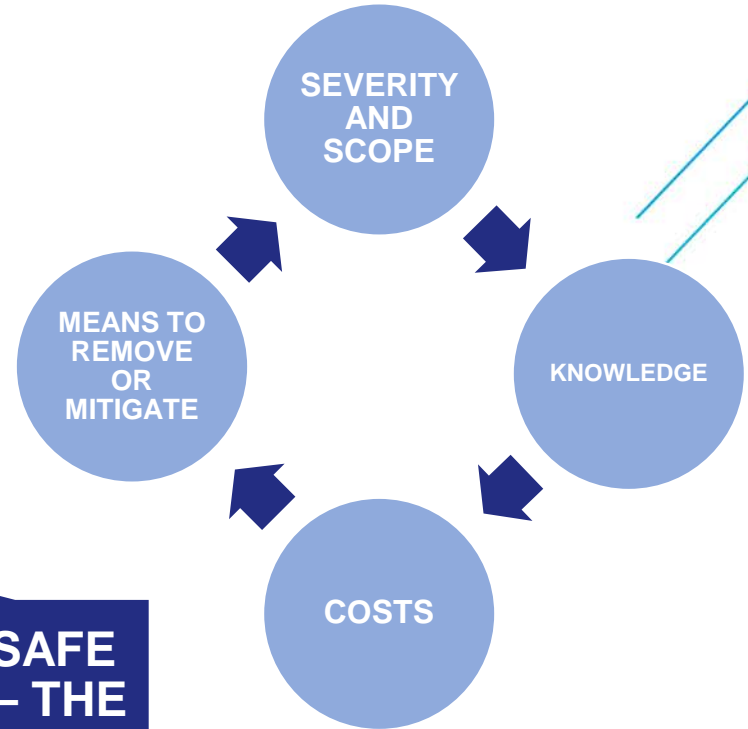 SEVERITY
AND
SCOPE
MEANS TO
REMOVE
OR
MITIGATE
KNOWLEDGE
COSTS
SAFE
– THE